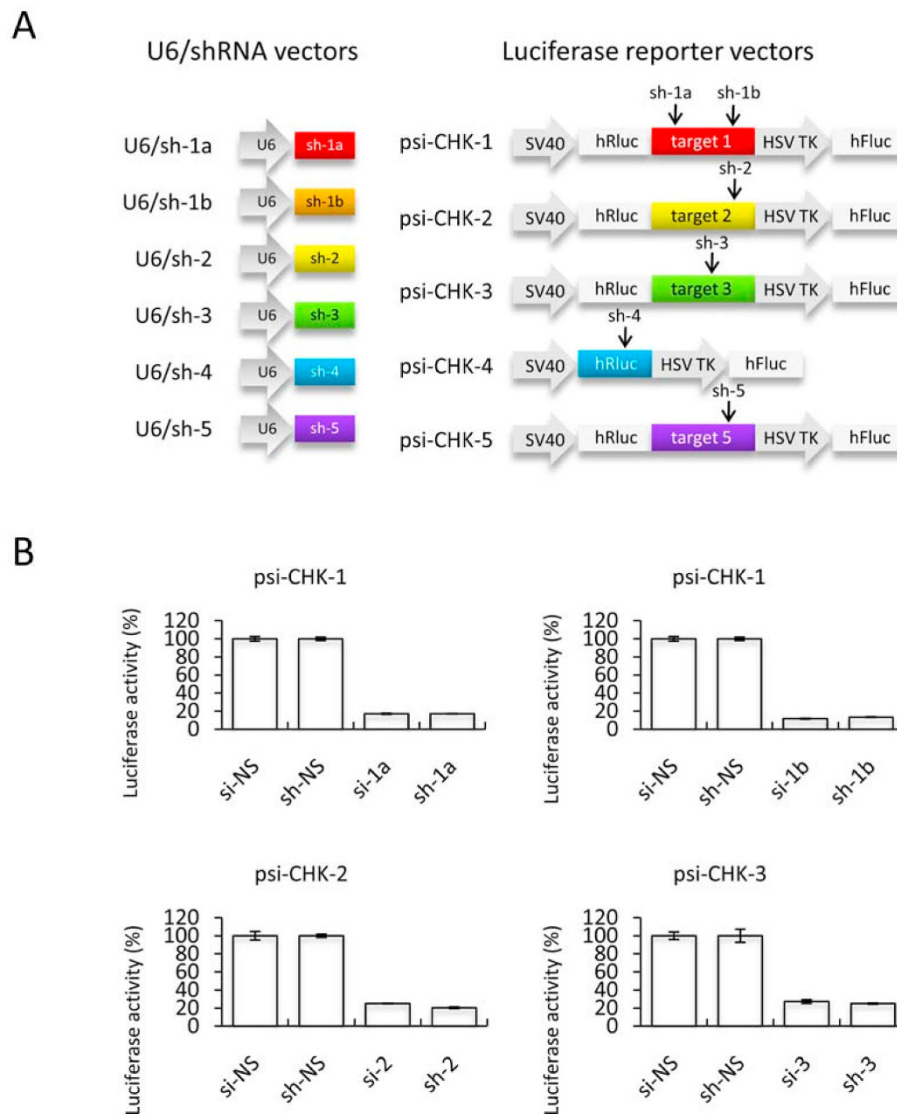 A
U6/shRNA vectors
Luciferase reporter vectors
sh-1a sh-1b
U6/sh-1a U6 sh-1a
psi-CHK-1 SV40 hRluc target 1 HSV TK hFluc
sh-2
U6/sh-1b U6 sh-1b
psi-CHK-2 SV40 hRluc target 2 HSV TK hFluc
U6/sh-2 U6 sh-2
sh-3
psi-CHK-3 SV40 hRluc target 3 HSV TK hFluc
U6/sh-3 U6 sh-3
sh-4
U6/sh-4 U6 sh-4
psi-CHK-4 SV40 hRluc HSV TK hFluc
sh-5
U6/sh-5 U6 sh-5
psi-CHK-5 SV40 hRluc target 5 HSV TK hFluc
B
psi-CHK-1
Luciferase activity (%)
120
100
80
60
40
20
0
si-NS sh-NS si-1a sh-1a
psi-CHK-1
Luciferase activity (%)
120
100
80
60
40
20
0
si-NS sh-NS si-1b sh-1b
psi-CHK-2
Luciferase activity (%)
120
100
80
60
40
20
0
si-NS sh-NS si-2 sh-2
psi-CHK-3
Luciferase activity (%)
120
100
80
60
40
20
0
si-NS sh-NS si-3 sh-3